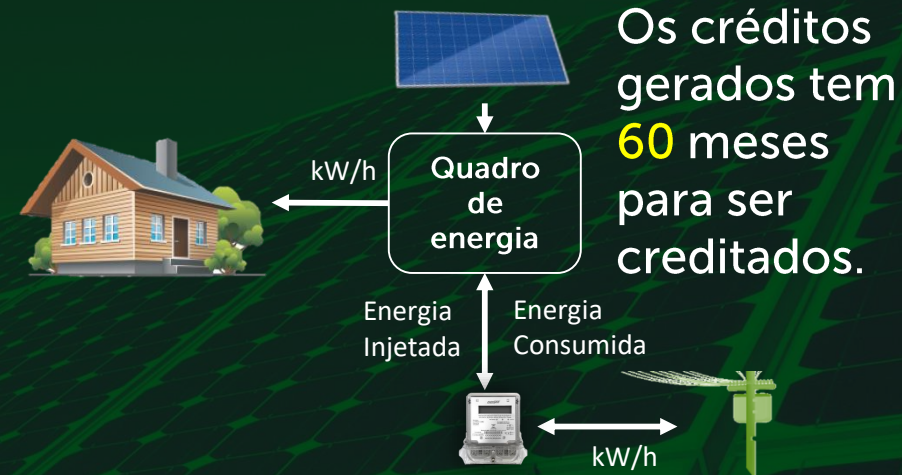 Os créditos
gerados tem
60 meses
para ser
creditados.
kW/h
Quadro
de
energia
Energia
Injetada
Energia
Consumida
kW/h